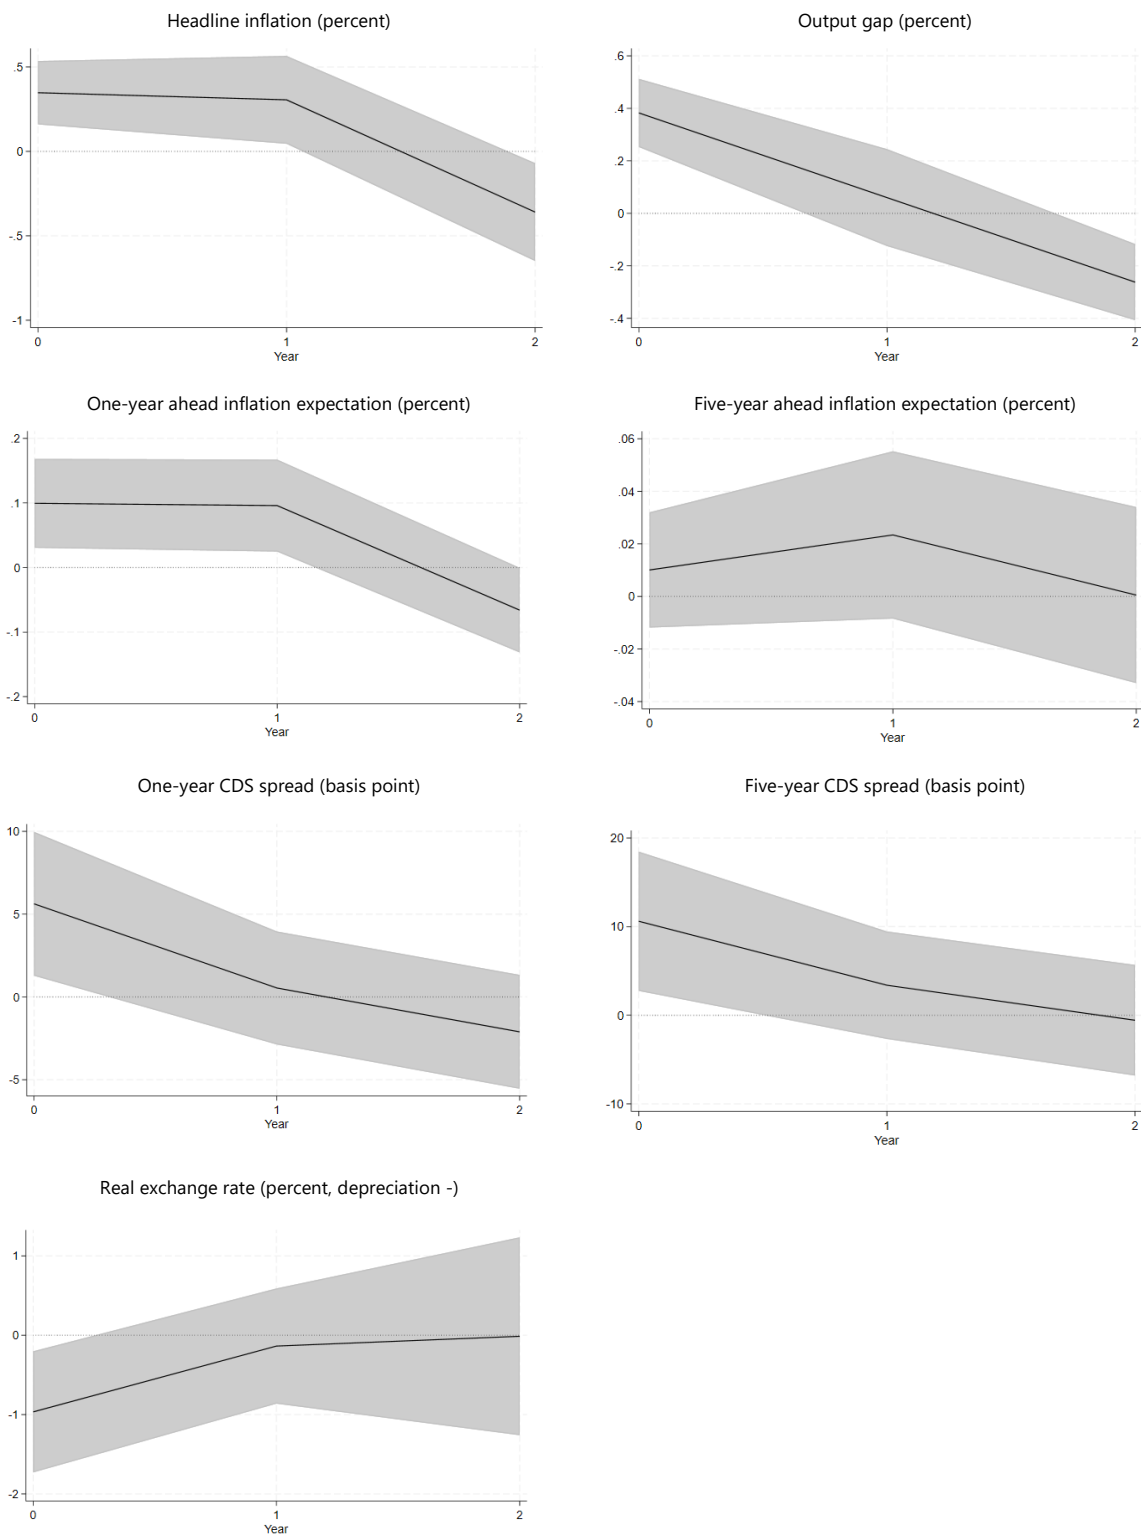 Headline inflation (percent)
.5
0
-.5
-1
0 1 2
Year
Output gap (percent)
.6
.4
.2
0
-.2
-.4
0 1 2
Year
One-year ahead inflation expectation (percent)
.2
.1
0
-.1
-.2
0 1 2
Year
Five-year ahead inflation expectation (percent)
.06
.04
.02
0
-.02
-.04
0 1 2
Year
One-year CDS spread (basis point)
10
5
0
-5
0 1 2
Year
Five-year CDS spread (basis point)
20
10
0
-10
0 1 2
Year
Real exchange rate (percent, depreciation -)
1
0
-1
-2
0 1 2
Year